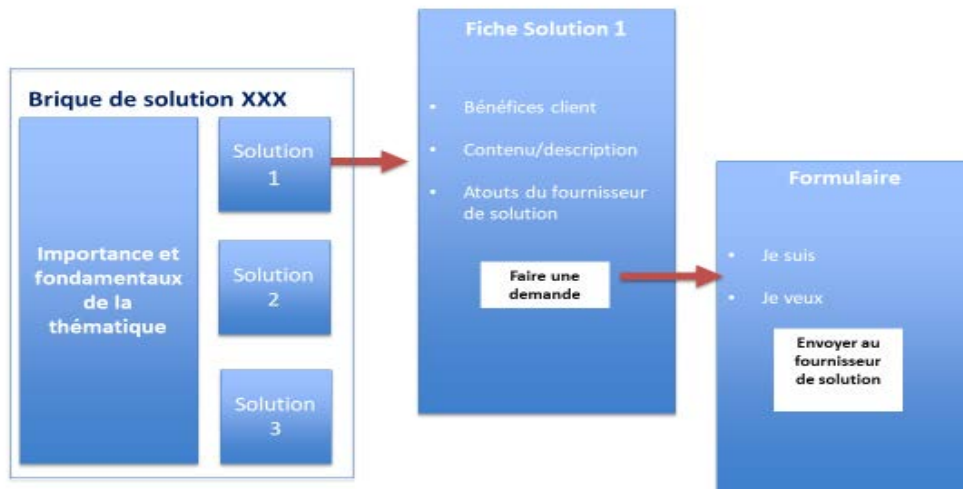 Brique de solution XXX
Importance et
fondamentaux
de la
thématique
Solution
1
Solution
2
Solution
3
Fiche Solution 1
• Bénéfices client
• Contenu/description
• Atouts du fournisseur
de solution
Faire une
demande
Formulaire
• Je suis
• Je veux
Envoyer au
fournisseur
de solution